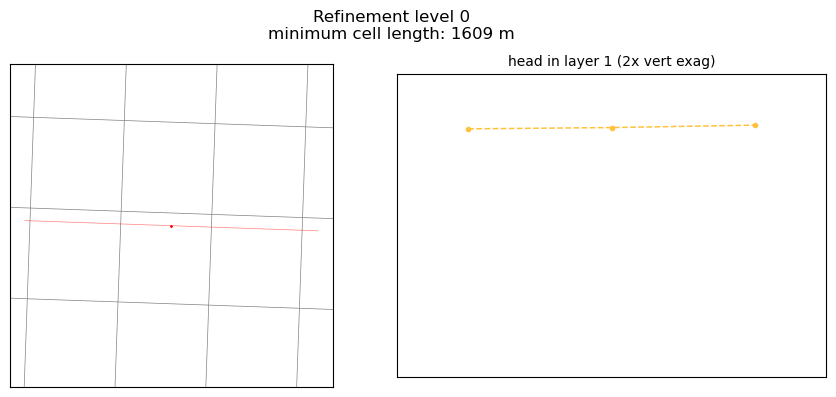 Refinement level 0
minimum cell length: 1609 m
head in layer 1 (2x vert exag)